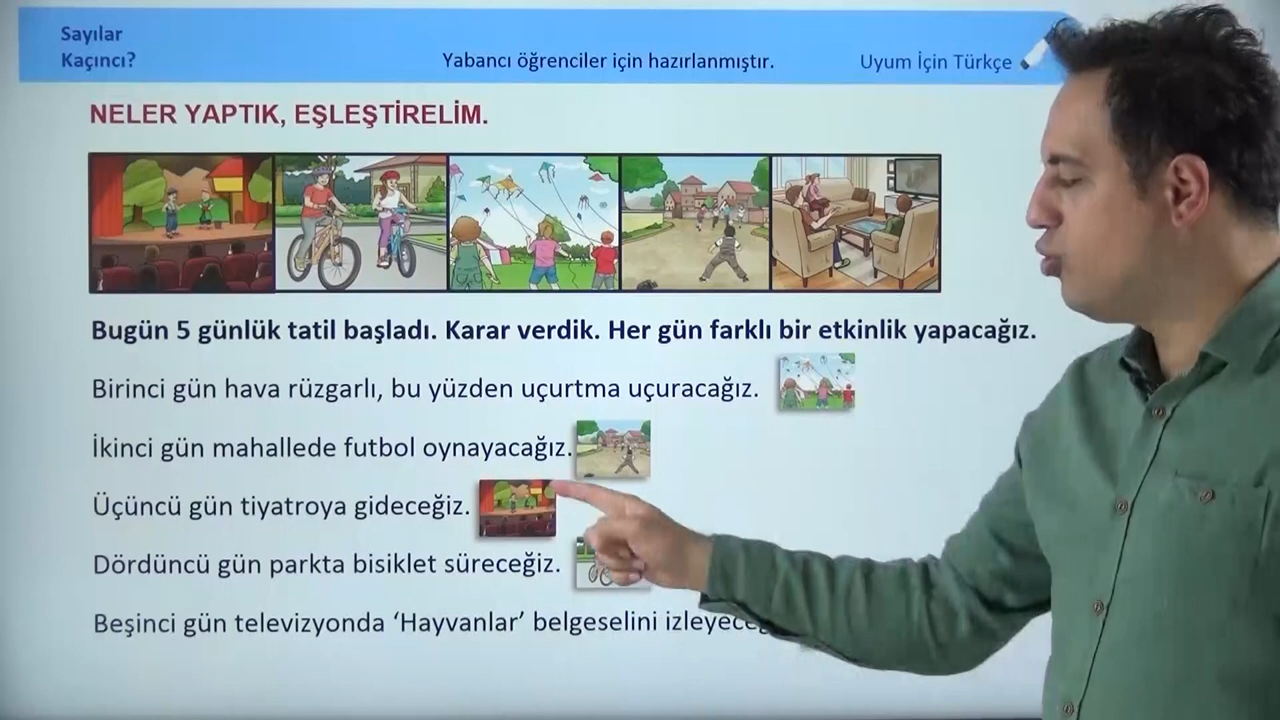 Sayılar
Kaçıncı?
Yabancı öğrenciler için hazırlanmıştır.
Uyum İçin Türkçe
NELER YAPTIK, EŞLEŞTİRELİM.
Bugün 5 günlük tatil başladı. Karar verdik. Her gün farklı bir etkinlik yapacağız.
Birinci gün hava rüzgarlı, bu yüzden uçurtma uçuracağız.
İkinci gün mahallede futbol oynayacağız.
Üçüncü gün tiyatroya gideceğiz.
Dördüncü gün parkta bisiklet süreceğiz.
Beşinci gün televizyonda ‘Hayvanlar’ belgeselini